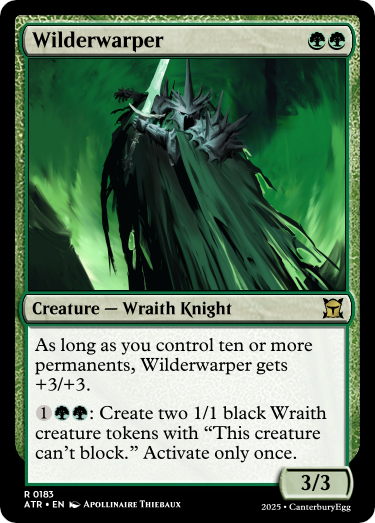 Wilderwarper
Creature — Wraith Knight
As long as you control ten or more
permanents, Wilderwarper gets
+3/+3.
1: Create two 1/1 black Wraith
creature tokens with “This creature
can’t block.” Activate only once.
3/3
R 0183
ATR • EN Apollinaire Thiebaux
2025 • CanterburyEgg